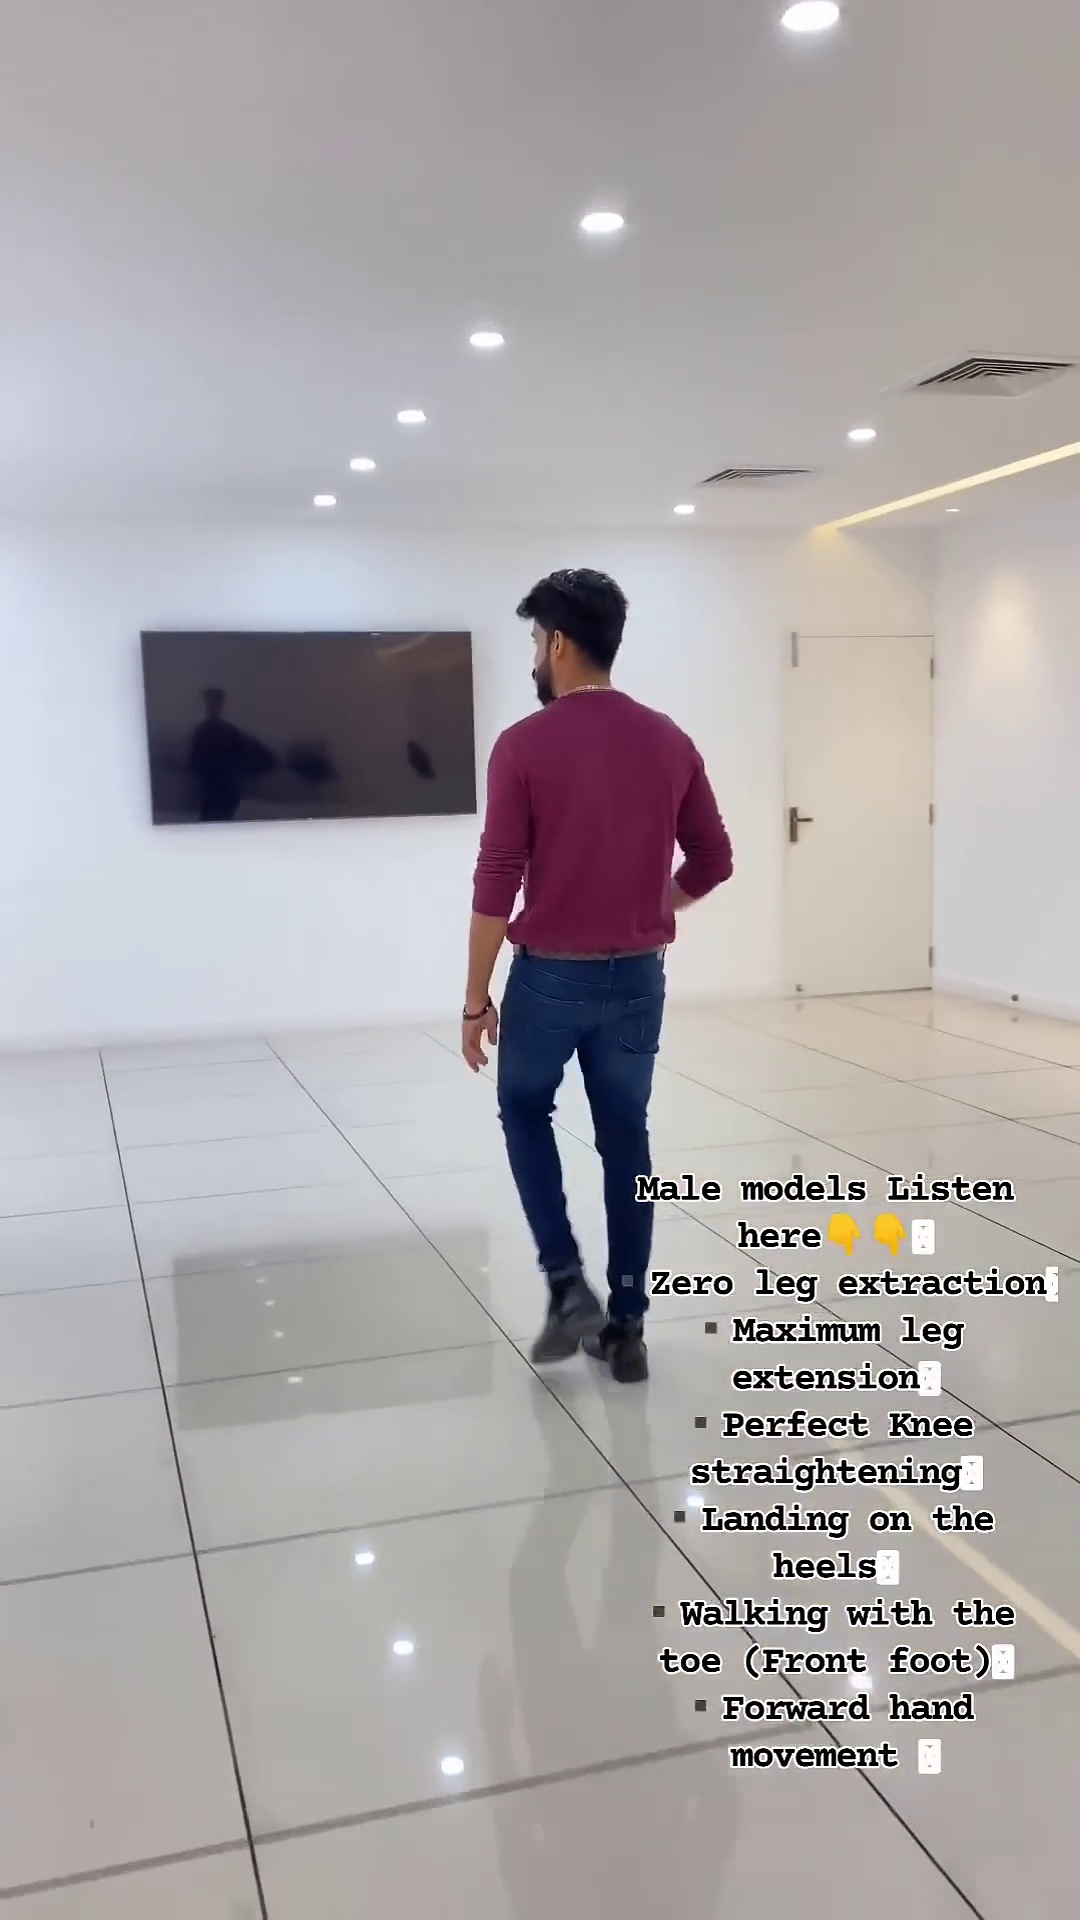 Male models Listen
here👇👇
▪ Zero leg extraction
▪Maximum leg
extension
▪Perfect Knee
straightening
▪Landing on the
heels
▪Walking with the
toe (Front foot)
▪Forward hand
movement